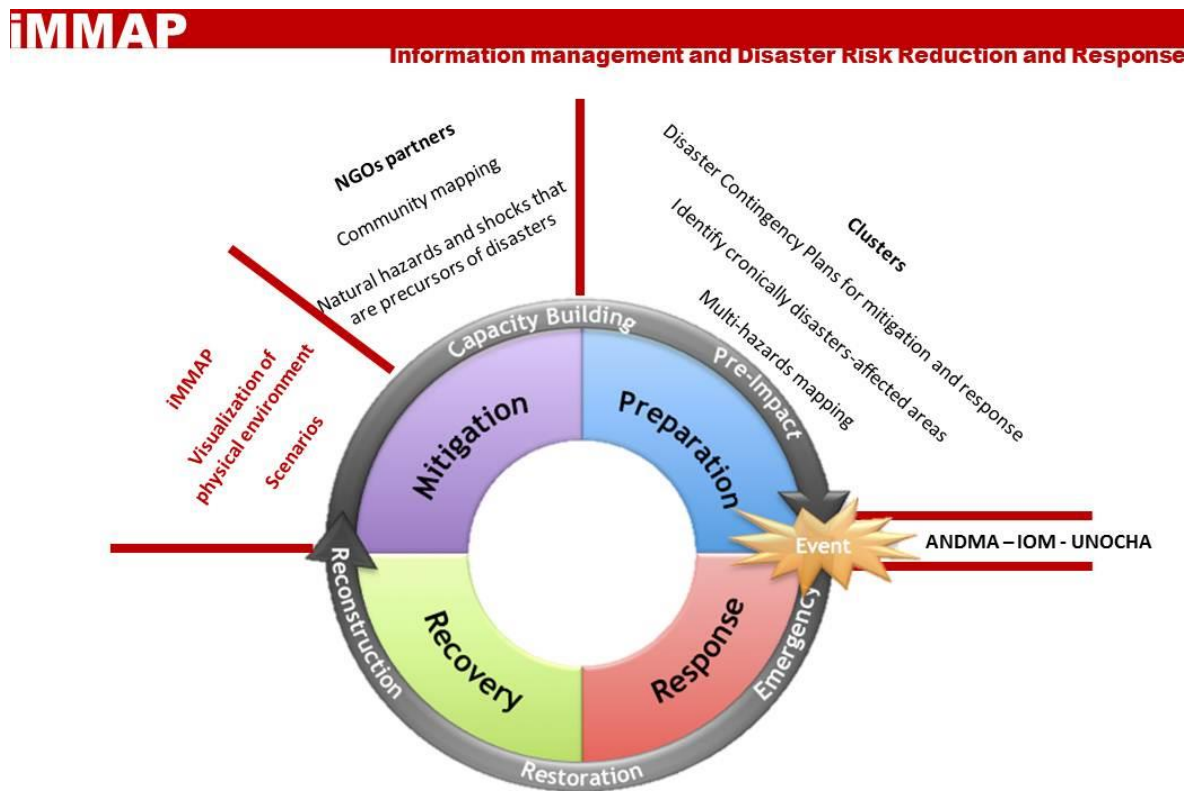 iMMAP
Information management and Disaster Risk Reduction and Response
NGOs partners
Community mapping
Natural hazards and shocks that
are precursors of disasters
iMMAP
Visualization of
physical environment
Scenarios
Clusters
Disaster Contingency Plans for mitigation and response
Identify cronically disasters-affected areas
Multi-hazards mapping
Capacity Building
Pre-Impact
Mitigation
Preparation
Event
ANDMA – IOM - UNOCHA
Reconstruction
Recovery
Response
Emergency
Restoration